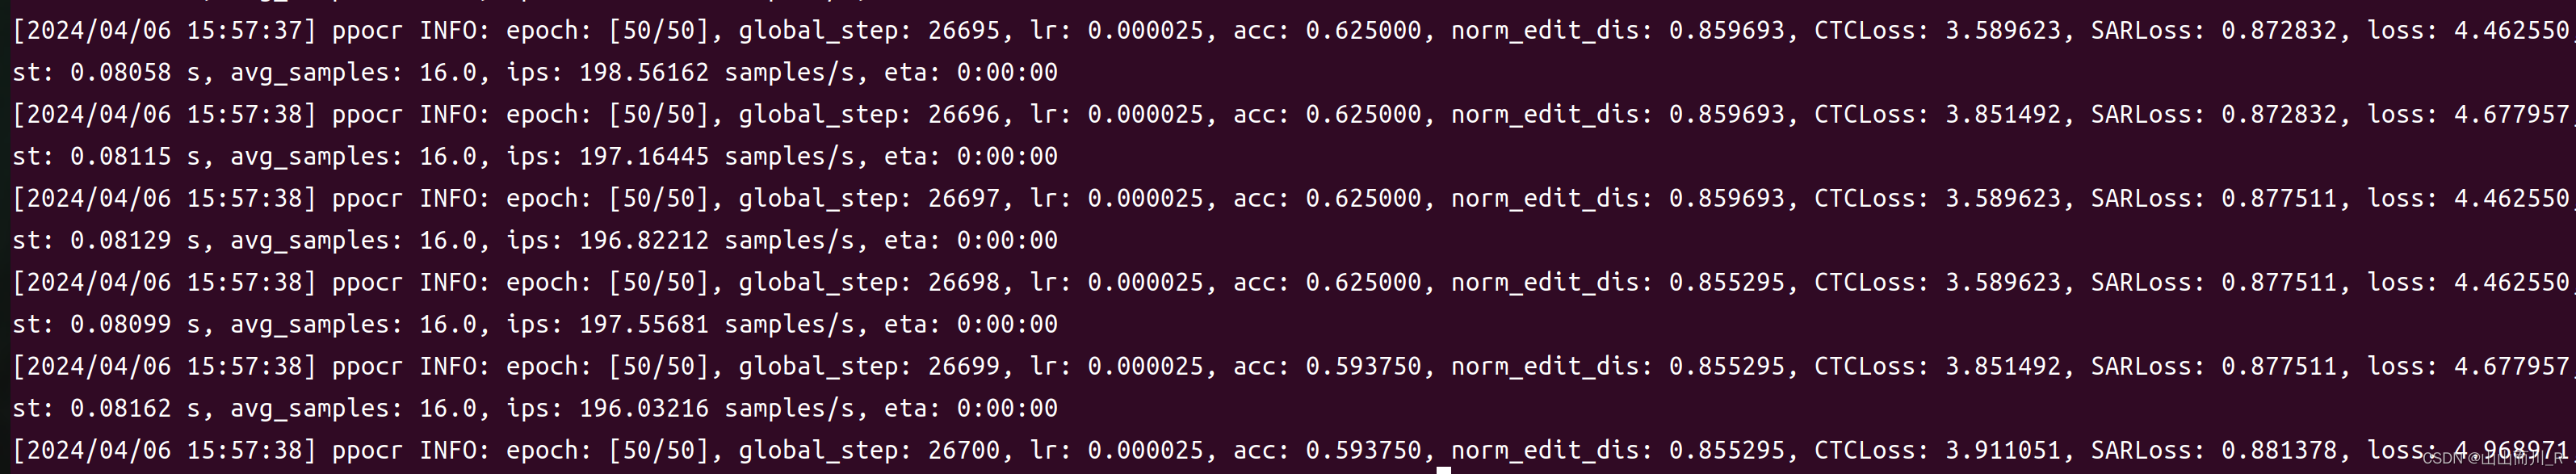 [2024/04/06 15:57:37] ppocr INFO: epoch: [50/50], global_step: 26695, lr: 0.000025, acc: 0.625000, norm_edit_dis: 0.859693, CTCLoss: 3.589623, SARLoss: 0.872832, loss: 4.462550,
st: 0.08058 s, avg_samples: 16.0, ips: 198.56162 samples/s, eta: 0:00:00
[2024/04/06 15:57:38] ppocr INFO: epoch: [50/50], global_step: 26696, lr: 0.000025, acc: 0.625000, norm_edit_dis: 0.859693, CTCLoss: 3.851492, SARLoss: 0.872832, loss: 4.677957,
st: 0.08115 s, avg_samples: 16.0, ips: 197.16445 samples/s, eta: 0:00:00
[2024/04/06 15:57:38] ppocr INFO: epoch: [50/50], global_step: 26697, lr: 0.000025, acc: 0.625000, norm_edit_dis: 0.859693, CTCLoss: 3.589623, SARLoss: 0.877511, loss: 4.462550,
st: 0.08129 s, avg_samples: 16.0, ips: 196.82212 samples/s, eta: 0:00:00
[2024/04/06 15:57:38] ppocr INFO: epoch: [50/50], global_step: 26698, lr: 0.000025, acc: 0.625000, norm_edit_dis: 0.855295, CTCLoss: 3.589623, SARLoss: 0.877511, loss: 4.462550,
st: 0.08099 s, avg_samples: 16.0, ips: 197.55681 samples/s, eta: 0:00:00
[2024/04/06 15:57:38] ppocr INFO: epoch: [50/50], global_step: 26699, lr: 0.000025, acc: 0.593750, norm_edit_dis: 0.855295, CTCLoss: 3.851492, SARLoss: 0.877511, loss: 4.677957,
st: 0.08162 s, avg_samples: 16.0, ips: 196.03216 samples/s, eta: 0:00:00
[2024/04/06 15:57:38] ppocr INFO: epoch: [50/50], global_step: 26700, lr: 0.000025, acc: 0.593750, norm_edit_dis: 0.855295, CTCLoss: 3.911051, SARLoss: 0.881378, loss: 4.968971
CSDN @山山而川_R